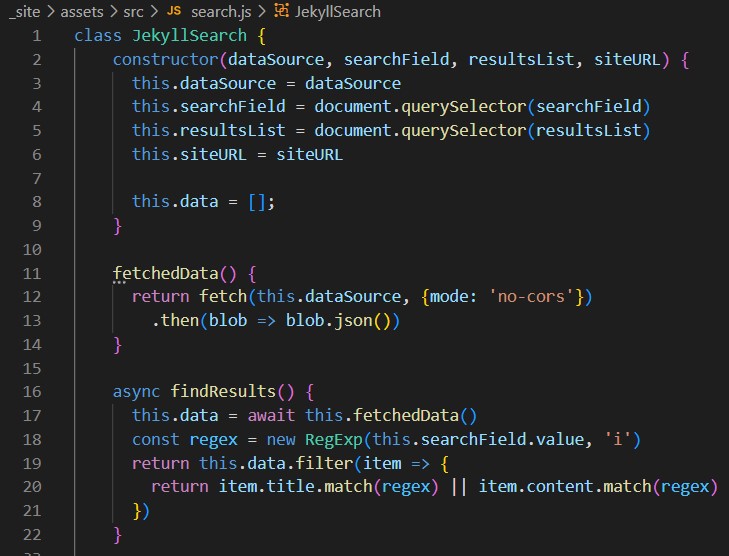 _site > assets > src > JS search.js > JekyllSearch
1 class JekyllSearch {
2 constructor(dataSource, searchField, resultsList, siteURL) {
3 this.dataSource = dataSource
4 this.searchField = document.querySelector(searchField)
5 this.resultsList = document.querySelector(resultsList)
6 this.siteURL = siteURL
7
8 this.data = [];
9 }
10
11 fetchedData() {
12 return fetch(this.dataSource, {mode: 'no-cors'})
13 .then(blob => blob.json())
14 }
15
16 async findResults() {
17 this.data = await this.fetchedData()
18 const regex = new RegExp(this.searchField.value, 'i')
19 return this.data.filter(item => {
20 return item.title.match(regex) || item.content.match(regex)
21 })
22 }
23